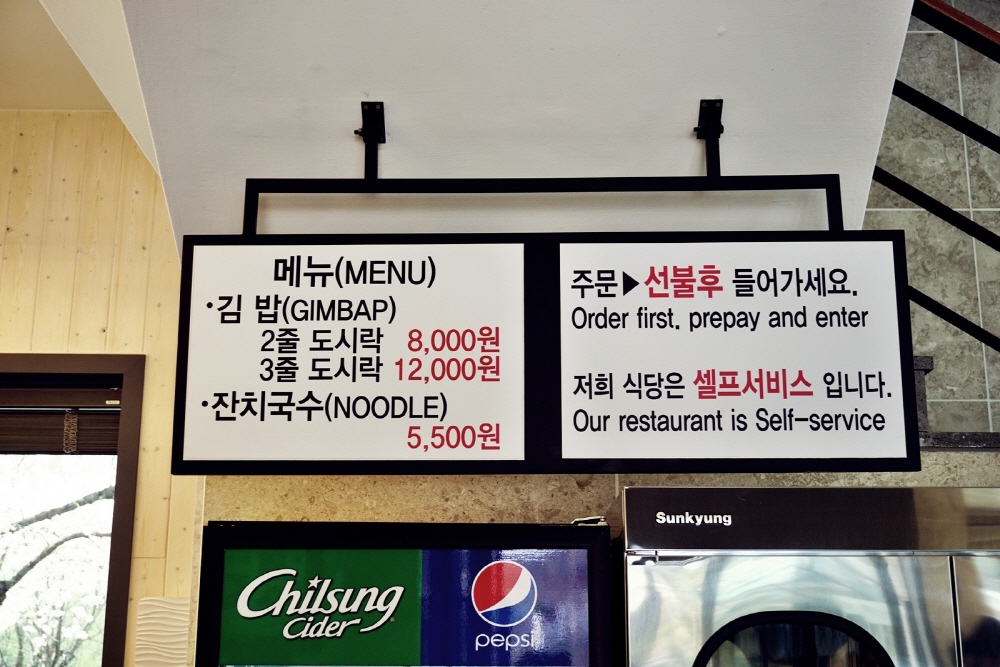 메뉴(MENU)
·김 밥(GIMBAP)
2줄 도시락 8,000원
3줄 도시락 12,000원
·잔치국수(NOODLE)
5,500원
주문▶선불후 들어가세요.
Order first. prepay and enter
저희 식당은 셀프서비스 입니다.
Our restaurant is Self-service
Sunkyung
Chilsung
Cider
pepsi